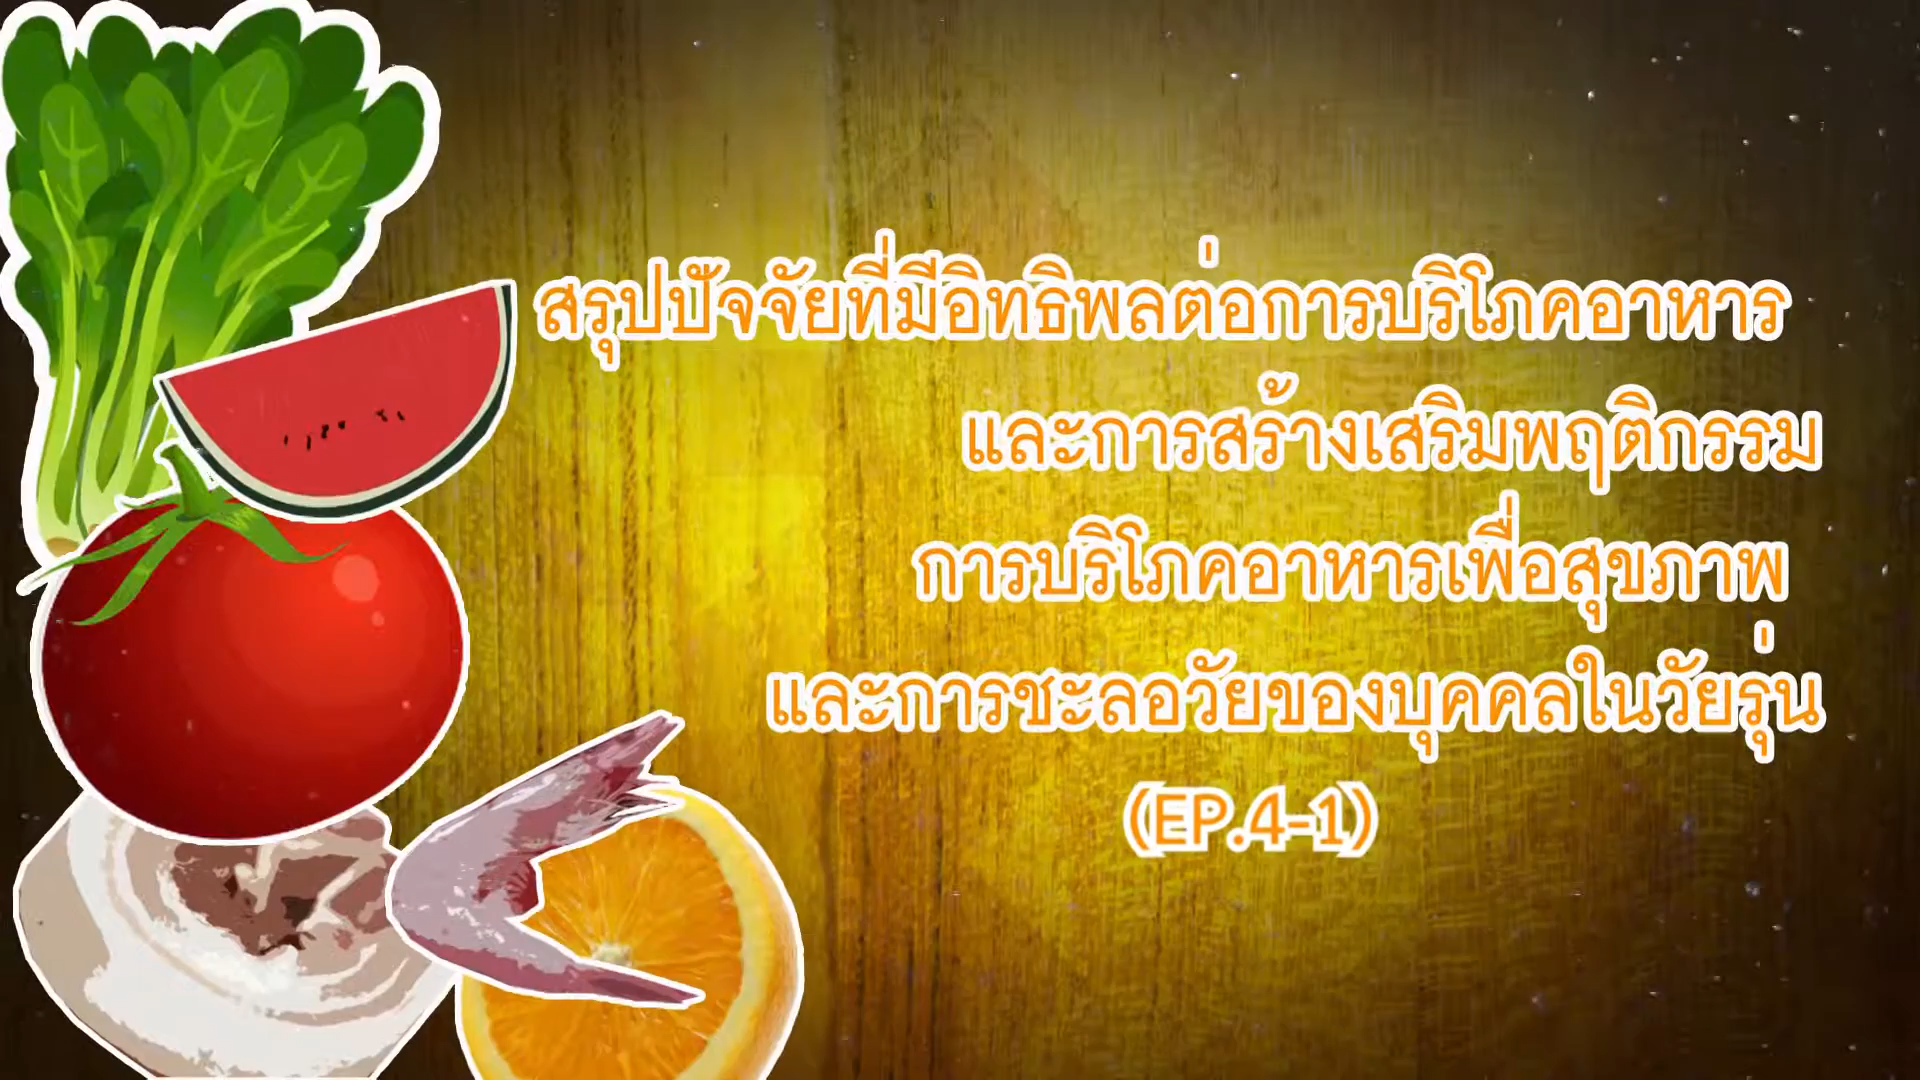 สรุปปัจจัยที่มีอิทธิพลต่อการบริโภคอาหาร
และการสร้างเสริมพฤติกรรม
การบริโภคอาหารเพื่อสุขภาพ
และการชะลอวัยของบุคคลในวัยรุ่น
(EP.4-1)